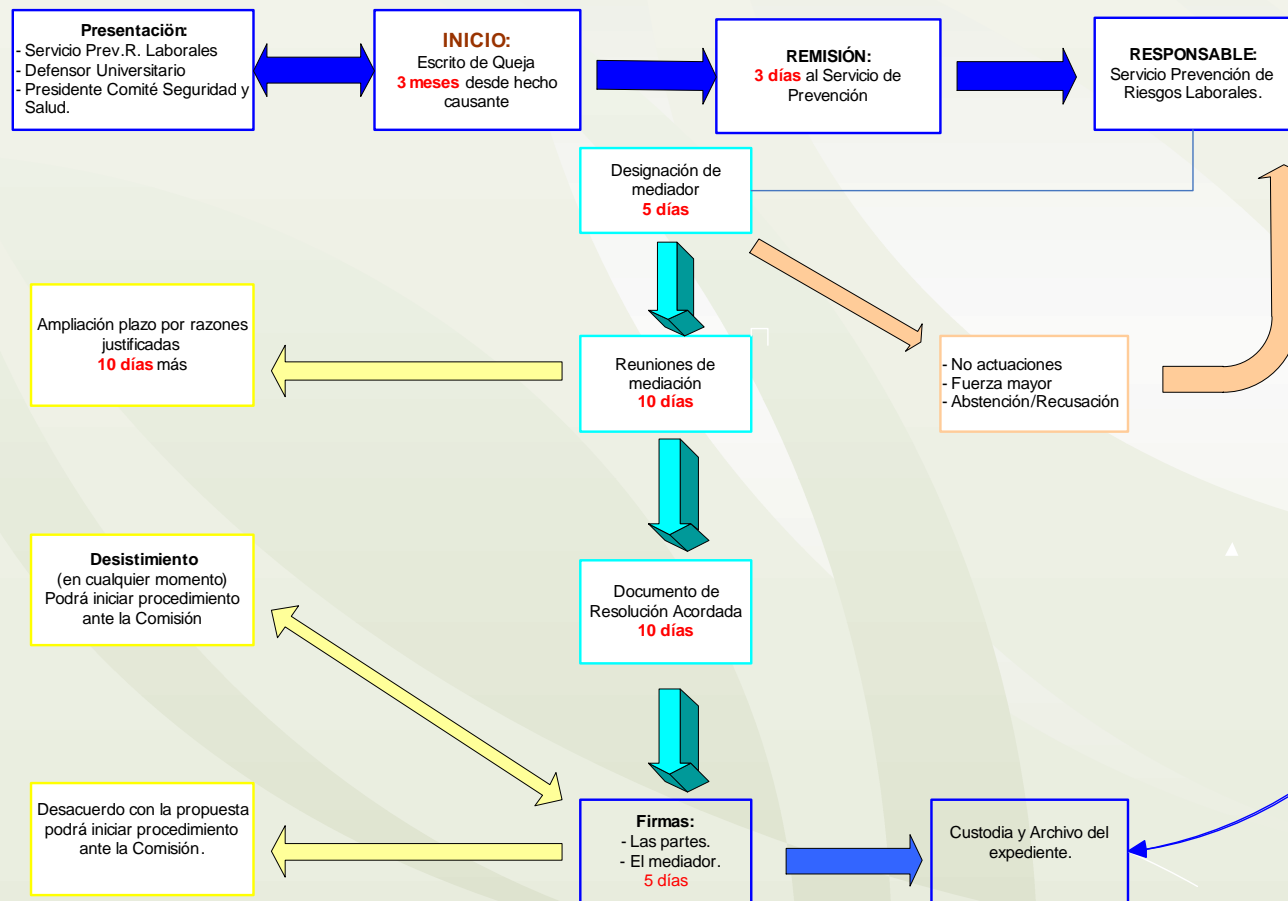 Presentación:
- Servicio Prev.R. Laborales
- Defensor Universitario
- Presidente Comité Seguridad y
Salud.
INICIO:
Escrito de Queja
3 meses desde hecho
causante
REMISIÓN:
3 días al Servicio de
Prevención
RESPONSABLE:
Servicio Prevención de
Riesgos Laborales.
Designación de
mediador
5 días
Ampliación plazo por razones
justificadas
10 días más
Reuniones de
mediación
10 días
- No actuaciones
- Fuerza mayor
- Abstención/Recusación
Desistimiento
(en cualquier momento)
Podrá iniciar procedimiento
ante la Comisión
Documento de
Resolución Acordada
10 días
Desacuerdo con la propuesta
podrá iniciar procedimiento
ante la Comisión.
Firmas:
- Las partes.
- El mediador.
5 días
Custodia y Archivo del
expediente.